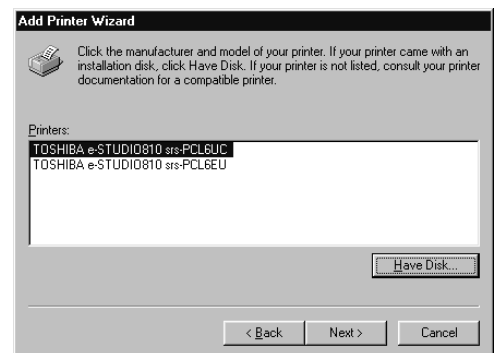 Add Printer Wizard
Click the manufacturer and model of your printer. If your printer came with an
installation disk, click Have Disk. If your printer is not listed, consult your printer
documentation for a compatible printer.
Printers:
TOSHIBA e-STUDIO810 srs-PCL6UC
TOSHIBA e-STUDIO810 srs-PCL6EU
Have Disk...
< Back Next > Cancel